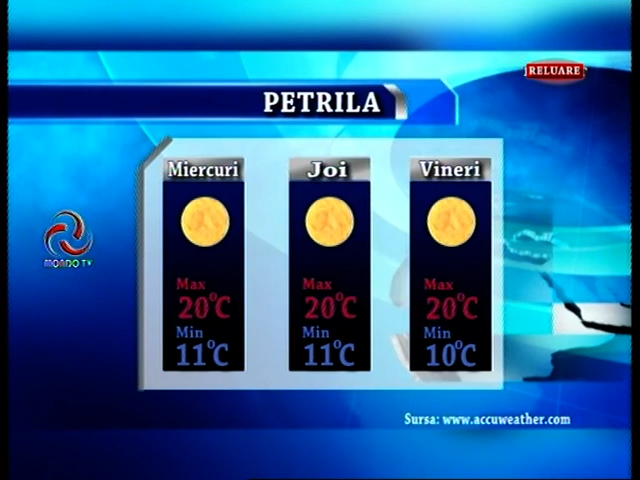 RELUARE
PETRILA
Miercuri Joi Vineri
Max Max Max
20°C 20°C 20°C
Min Min Min
11°C 11°C 10°C
MONDO TV
Sursa: www.accuweather.com